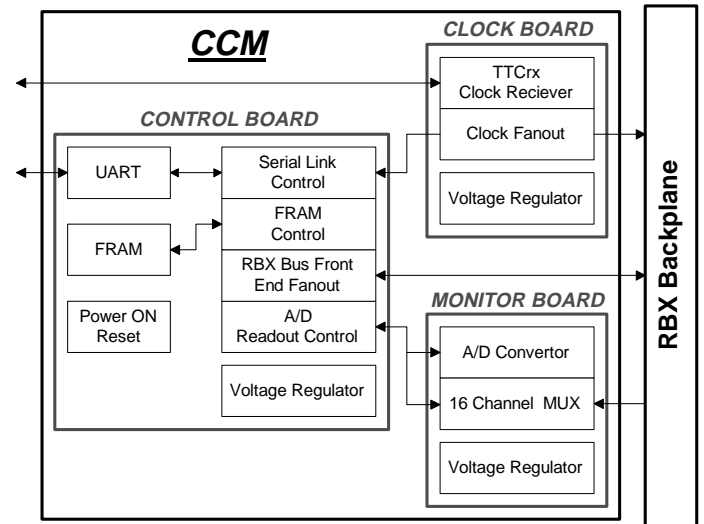 CCM
CLOCK BOARD
TTCrx
Clock Reciever
Clock Fanout
Voltage Regulator
CONTROL BOARD
UART
FRAM
Power ON
Reset
Serial Link
Control
FRAM
Control
RBX Bus Front
End Fanout
A/D
Readout Control
Voltage Regulator
MONITOR BOARD
A/D Convertor
16 Channel MUX
Voltage Regulator
RBX Backplane